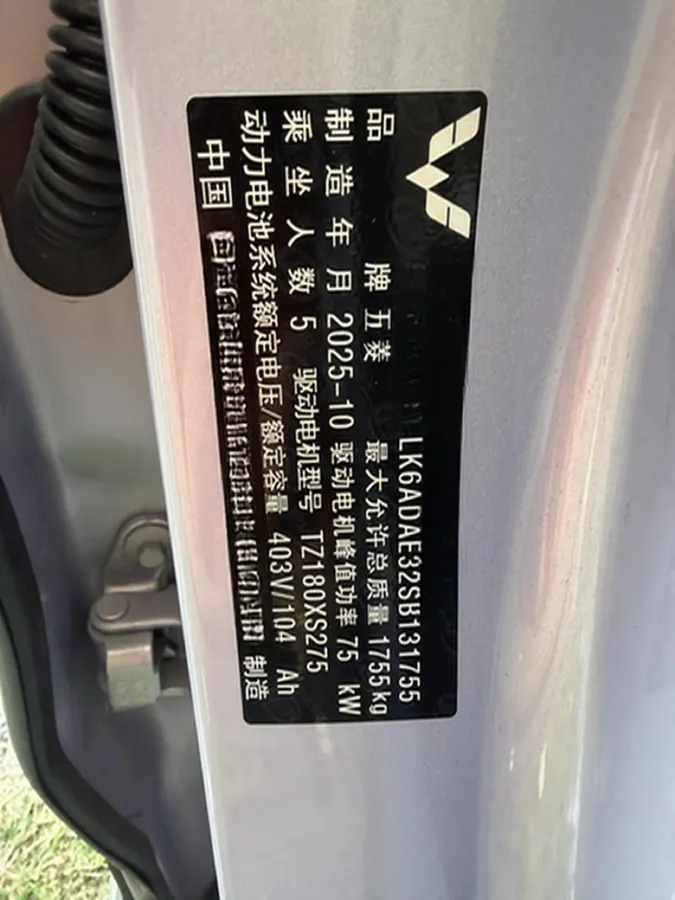 LK6ADAE32SB131755
品牌 五菱 最大允许总质量 1755 kg
制造年月 2025-10 驱动电机峰值功率 75 kW
乘坐人数 5 驱动电机型号 TZ180XS275
动力电池系统额定电压/额定容量 403V/104 Ah
中国 制造